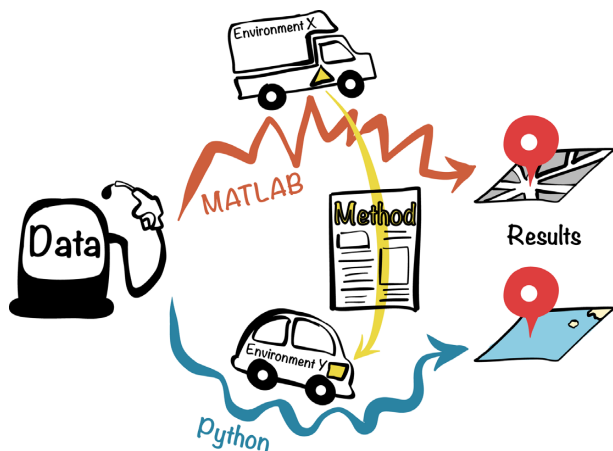 Environment X
MATLAB
Data
Method
Results
Environment Y
Python